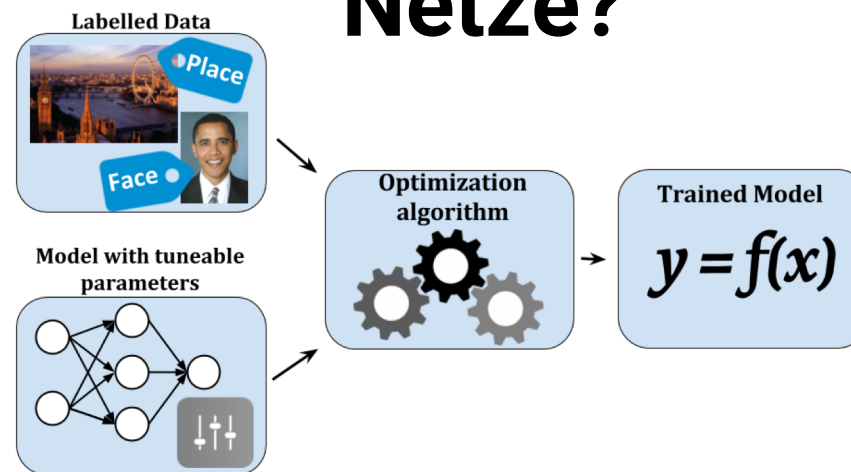 Netze?
Labelled Data
Place
Face
Model with tuneable
parameters
Optimization
algorithm
Trained Model
y = f(x)